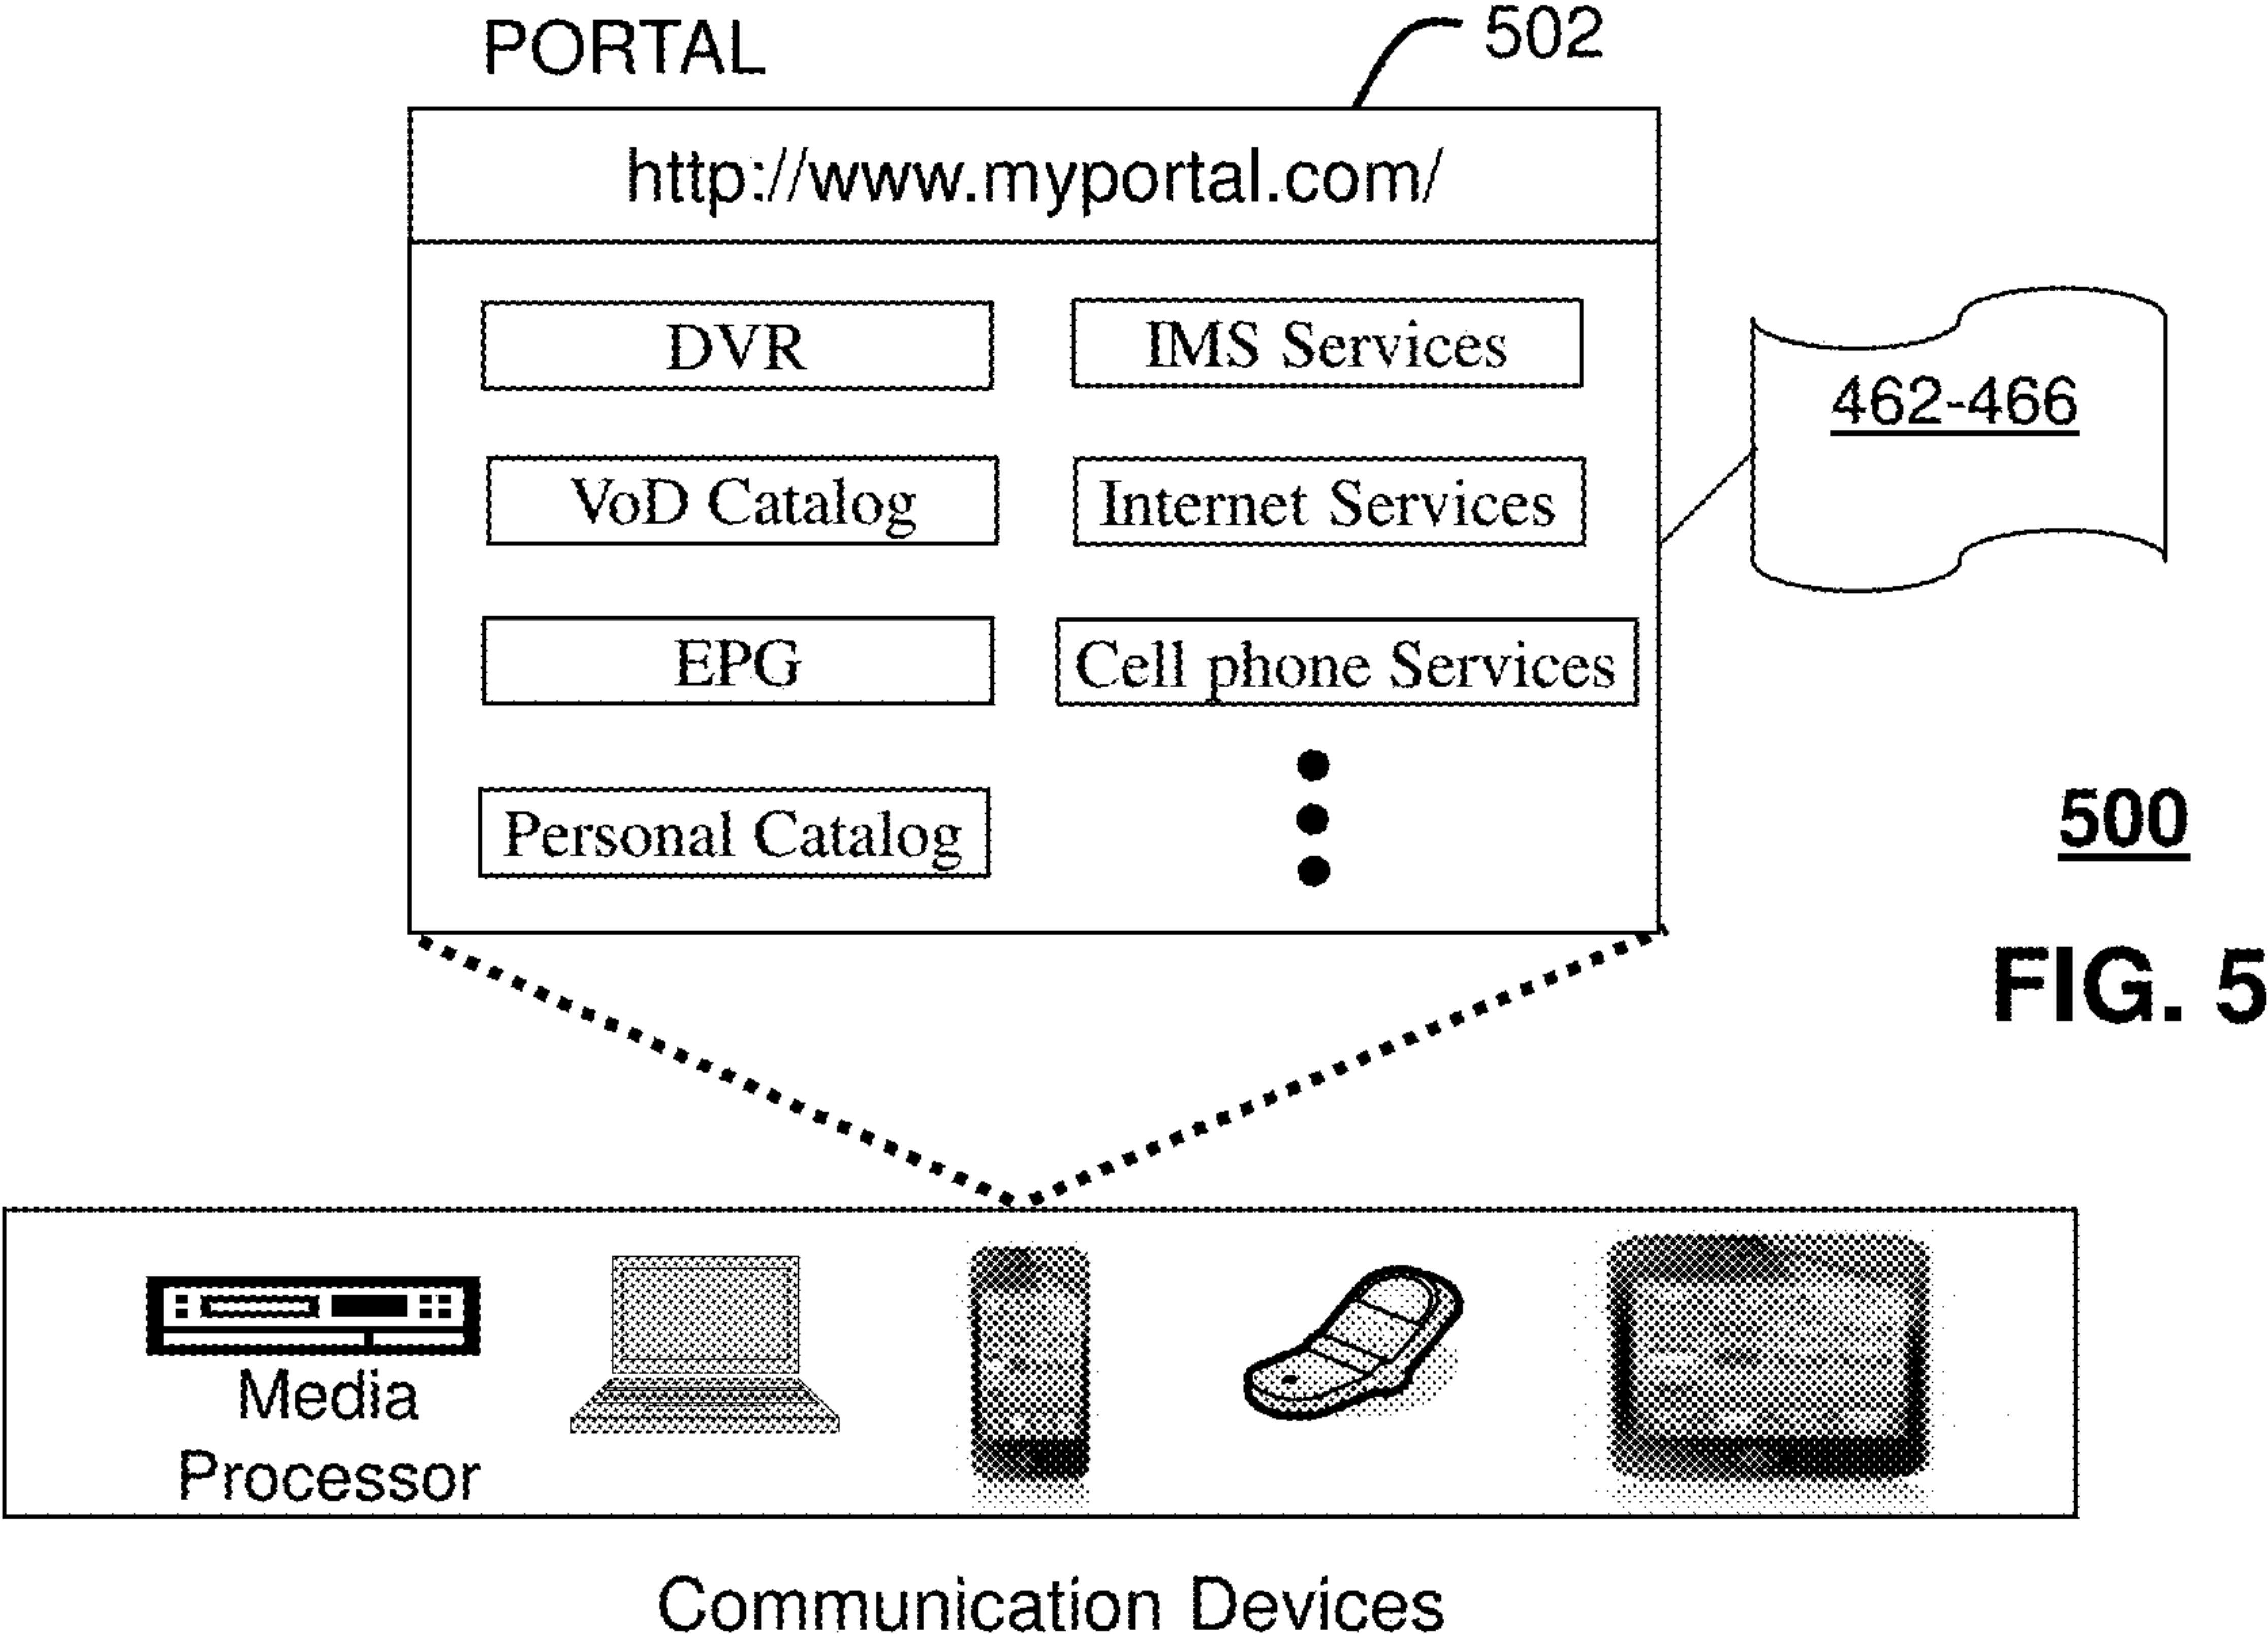 PORTAL
502
http://www.myportal.com/
DVR
IMS Services
462-466
VoD Catalog
Internet Services
EPG
Cell phone Services
Personal Catalog
500
FIG. 5
Media
Processor
Communication Devices